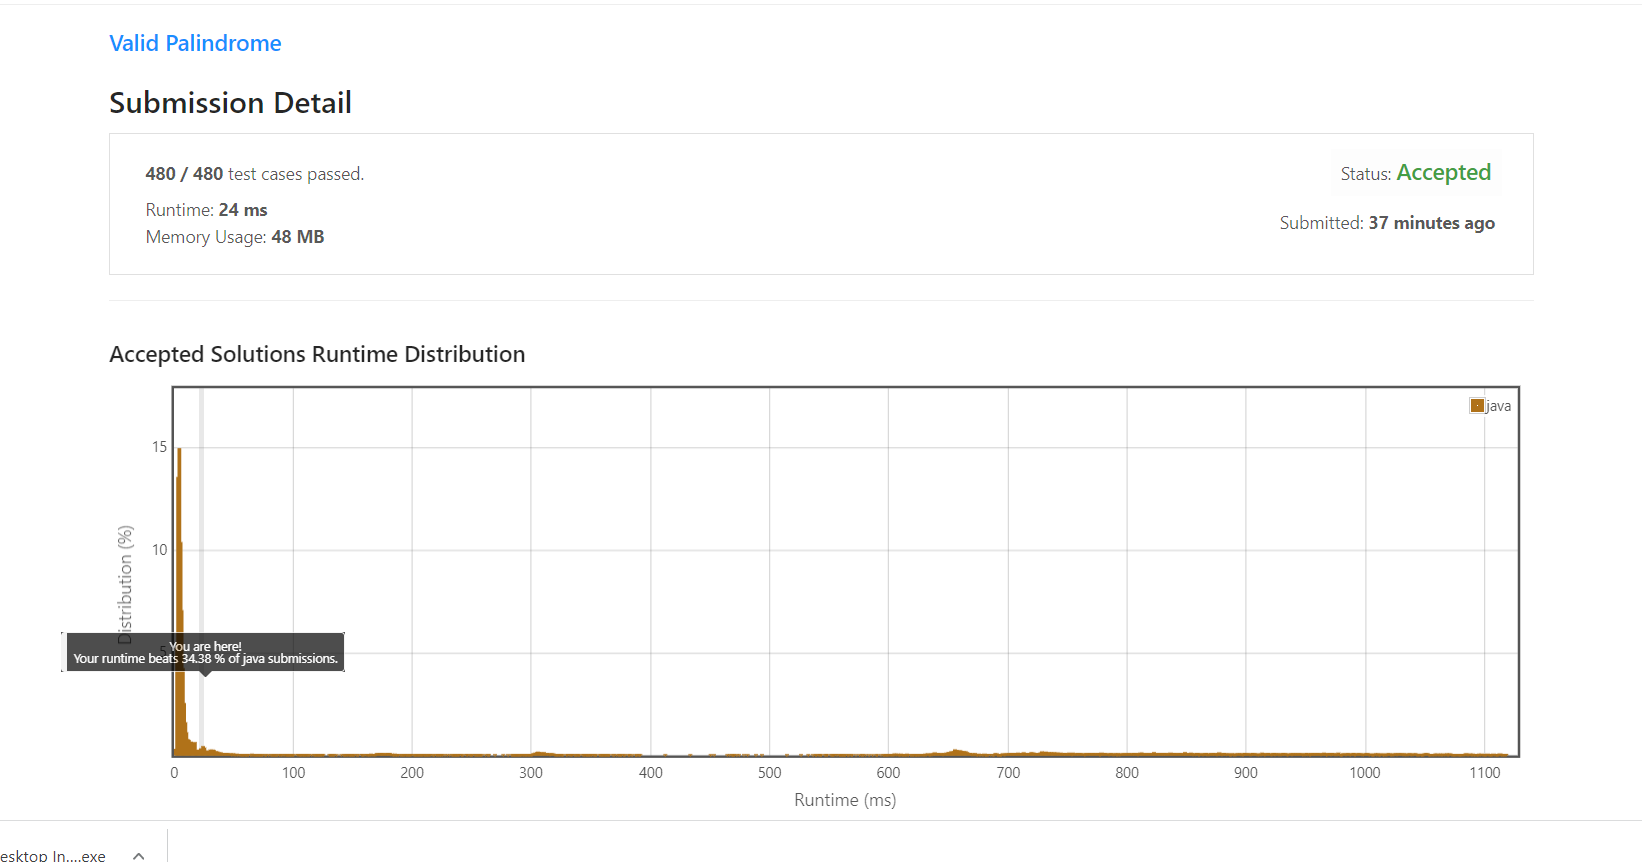 Valid Palindrome
Submission Detail
480 / 480 test cases passed.
Status: Accepted
Runtime: 24 ms
Submitted: 37 minutes ago
Memory Usage: 48 MB
Accepted Solutions Runtime Distribution
java
15
10
5
Distribution (%)
You are here!
Your runtime beats 34.38 % of java submissions.
0 100 200 300 400 500 600 700 800 900 1000 1100
Runtime (ms)
esktop In....exe